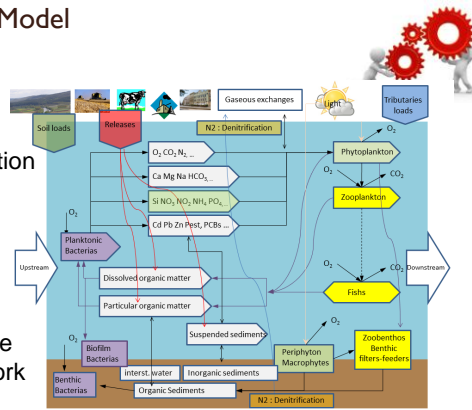 Model
Gaseous exchanges
Light
Tributaries
loads
Soil loads
Releases
N2 : Denitrification
O2
tion
O2 CO2 N2, ...
Phytoplankton
Ca Mg Na HCO3, ...
O2
CO2
Si NO3 NO2 NH4 PO4, ...
Zooplankton
O2
Cd Pb Zn Pest, PCBs ...
Planktonic
Bacterias
Upstream
O2
CO2
Downstream
Dissolved organic matter
Particular organic matter
Fishs
O2
Suspended sediments
O2
e
Biofilm
Bacterias
Zoobenthos
Benthic
filters-feeders
Periphyton
Macrophytes
rk
interst. water
Inorganic sediments
Benthic
Bacterias
Organic Sediments
N2 : Denitrification